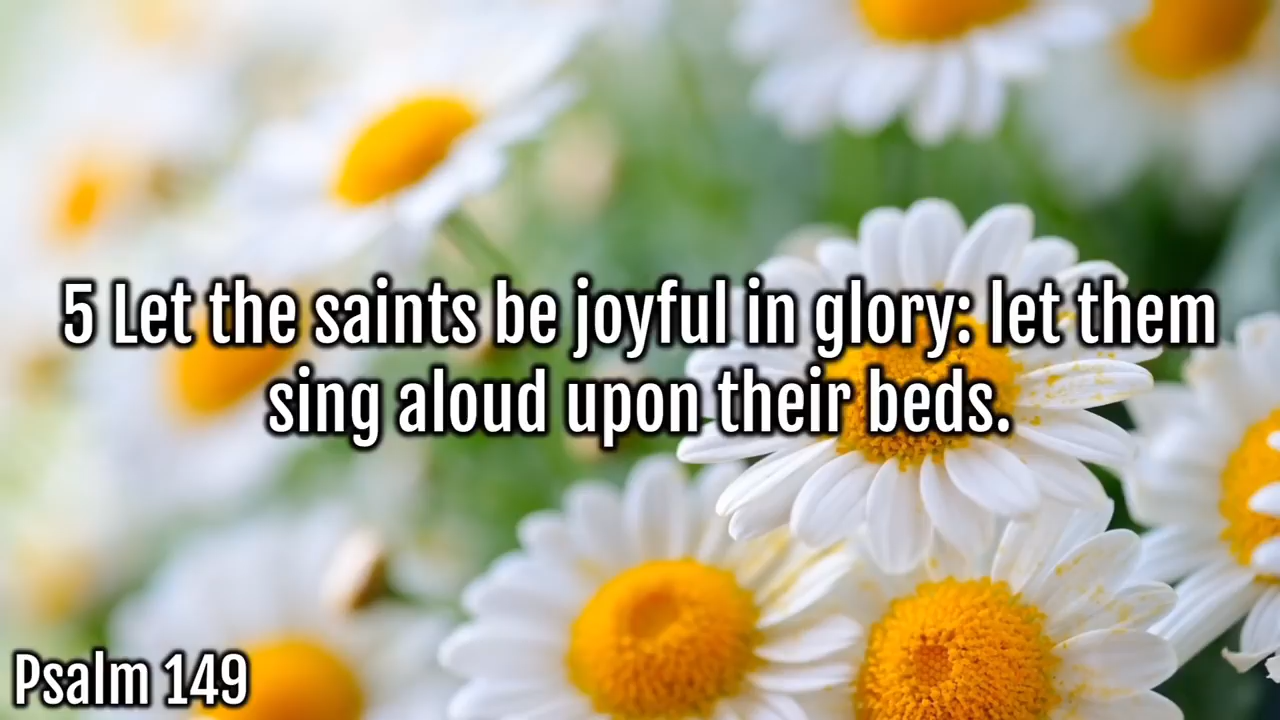 5 Let the saints be joyful in glory: let them
sing aloud upon their beds.
Psalm 149